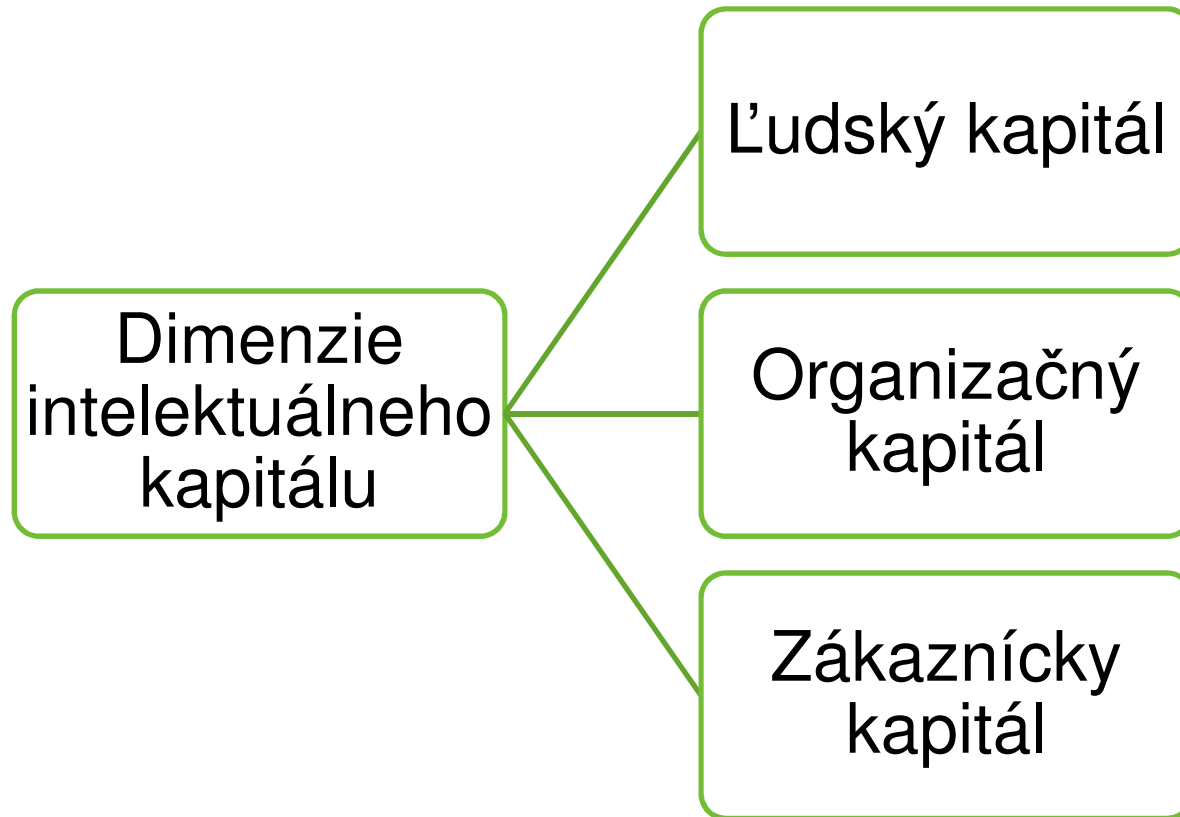 Ľudský kapitál
Dimenzie
intelektuálneho
kapitálu
Organizačný
kapitál
Zákaznícky
kapitál